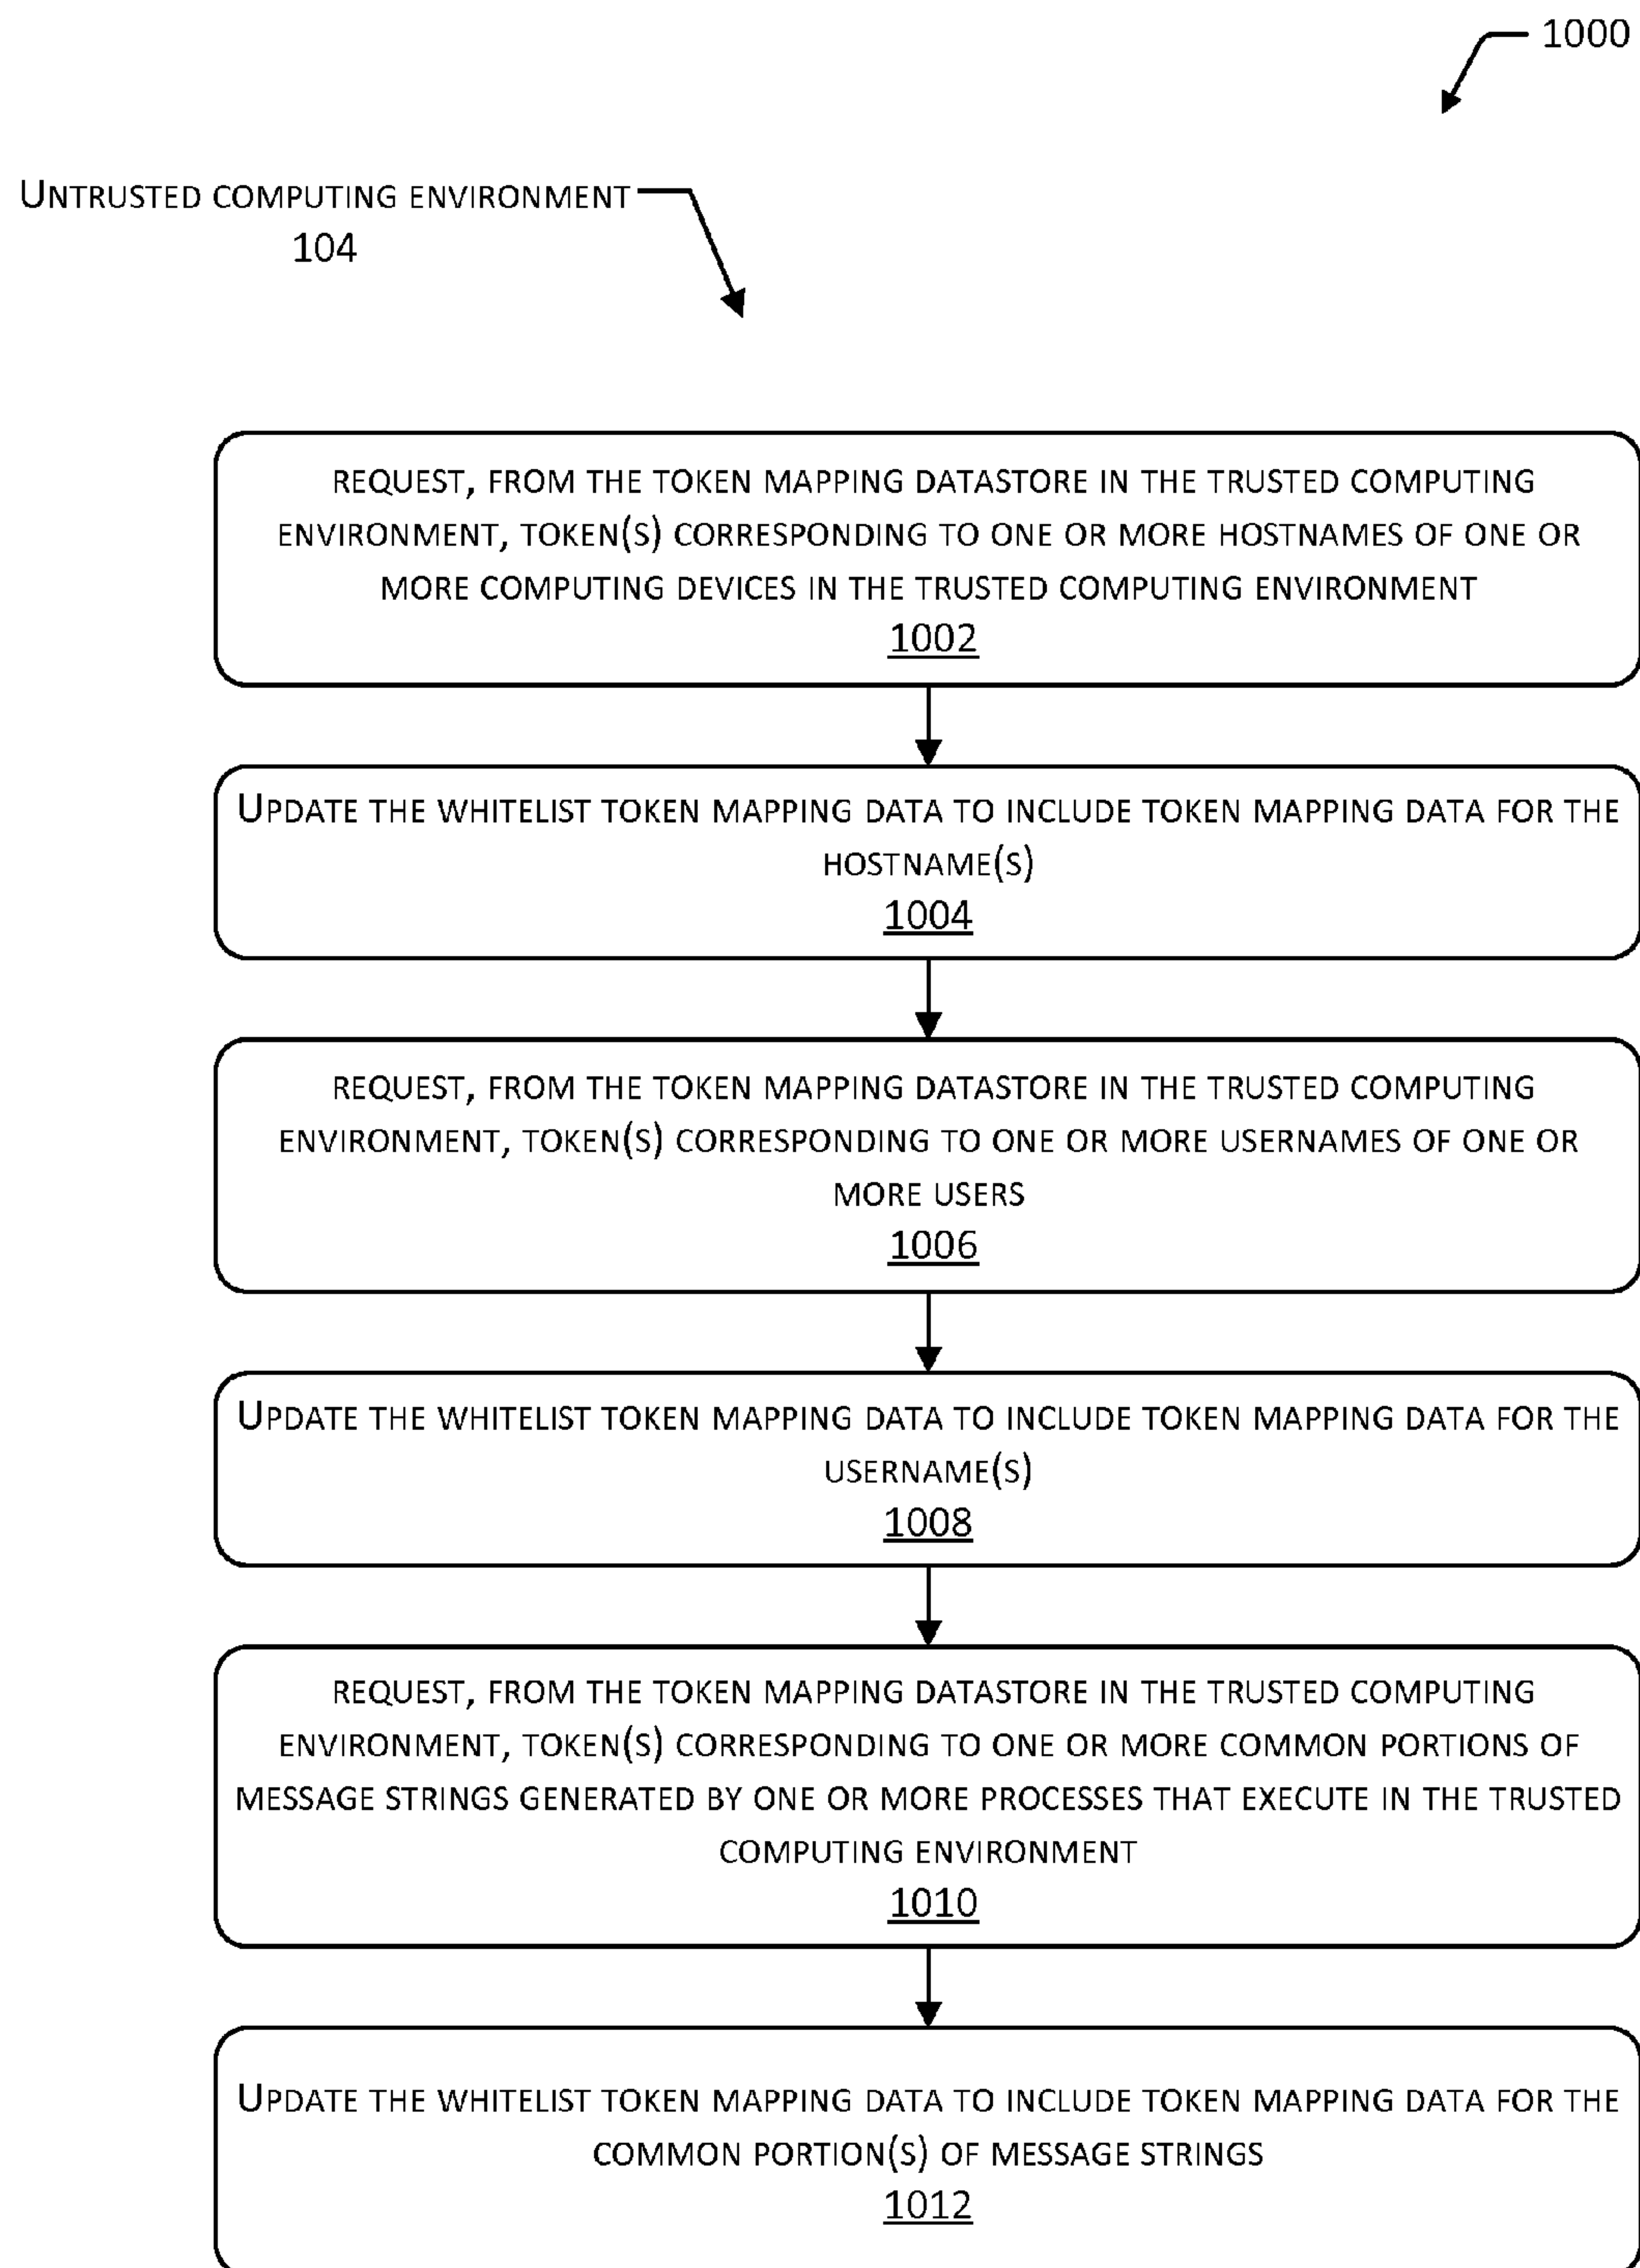 1000
Untrusted computing environment
104
request, from the token mapping datastore in the trusted computing
environment, token(s) corresponding to one or more hostnames of one or
more computing devices in the trusted computing environment
1002
Update the whitelist token mapping data to include token mapping data for the
hostname(s)
1004
request, from the token mapping datastore in the trusted computing
environment, token(s) corresponding to one or more usernames of one or
more users
1006
Update the whitelist token mapping data to include token mapping data for the
username(s)
1008
request, from the token mapping datastore in the trusted computing
environment, token(s) corresponding to one or more common portions of
message strings generated by one or more processes that execute in the trusted
computing environment
1010
Update the whitelist token mapping data to include token mapping data for the
common portion(s) of message strings
1012